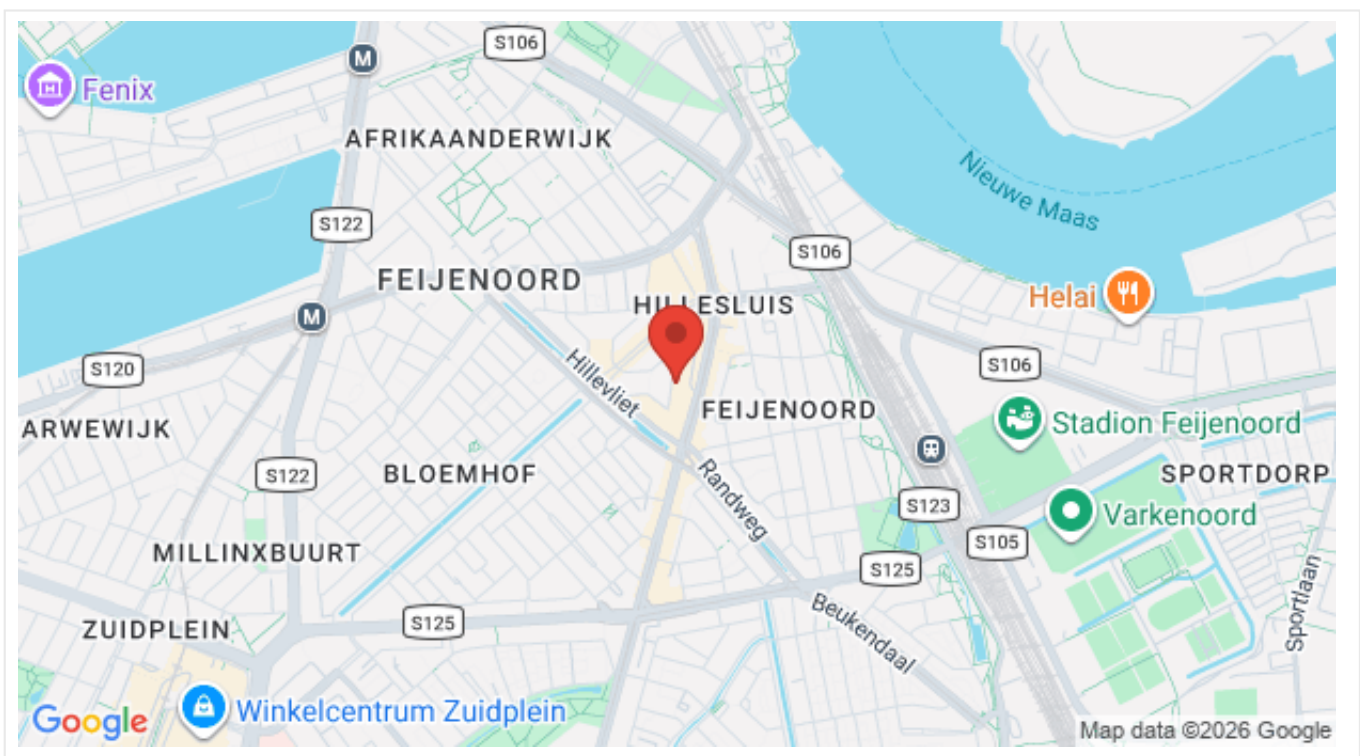 S106
M
Fenix
AFRIKAANDERWIJK
Nieuwe Maas
S122
S106
FEIJENOORD
HILLESLUIS
Helai
M
S120
Hillevliet
S106
FEIJENOORD
Stadion Feijenoord
ARWEWIJK
BLOEMHOF
S122
Randweg
SPORTDORP
S123
Varkenoord
MILLINXBUURT
S105
S125
Beukendaal
Sportlaan
ZUIDPLEIN
S125
Winkelcentrum Zuidplein
Google
Map data ©2026 Google